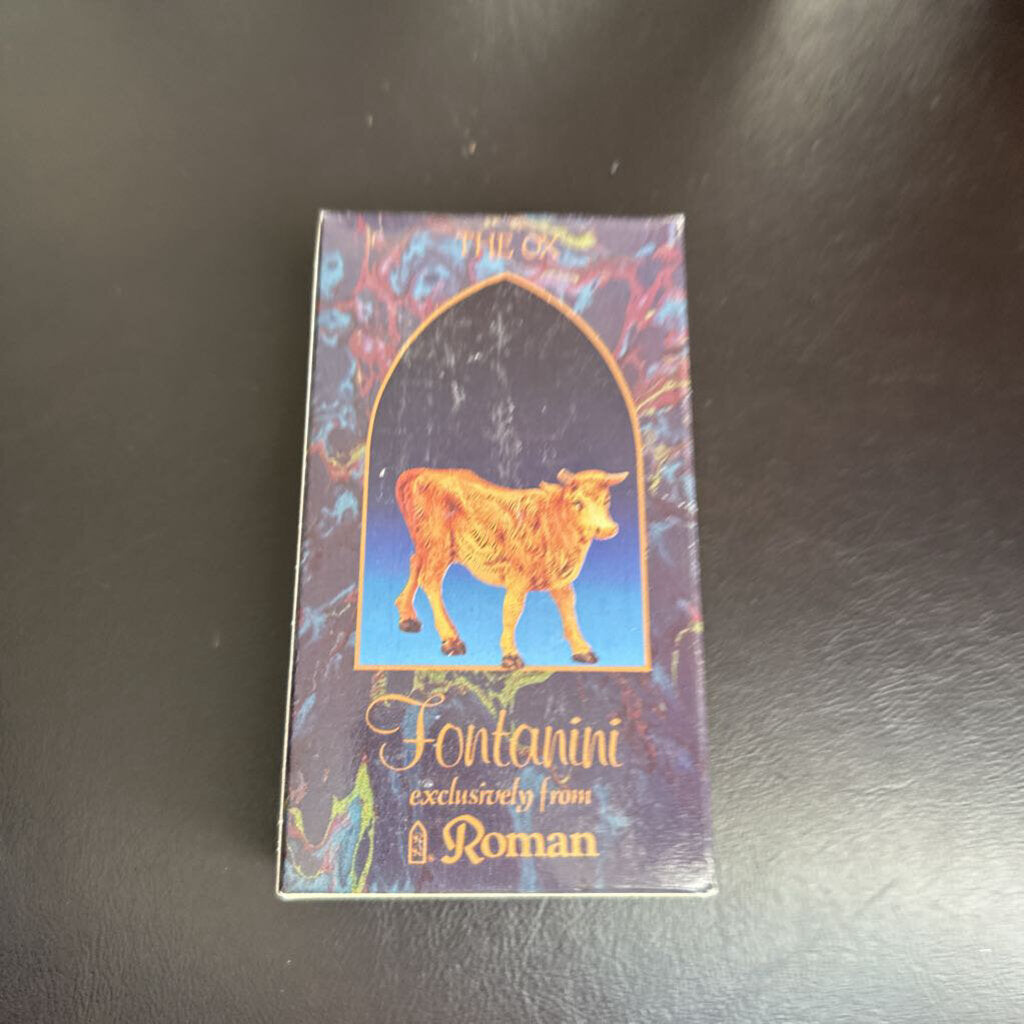 THE OX
Fontanini
exclusively from
Roman